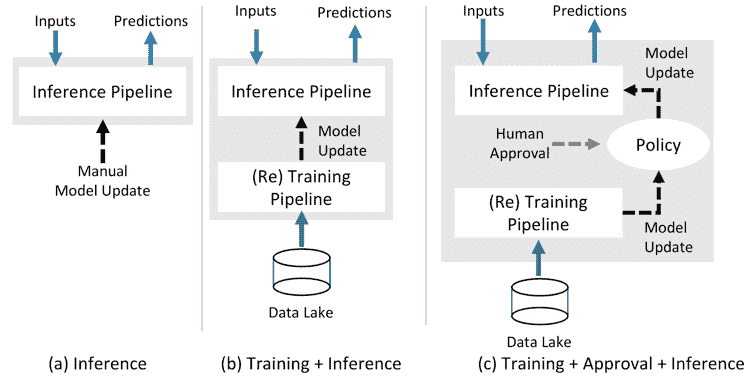 Inputs
Predictions
Inference Pipeline
Manual
Model Update
(a) Inference
Inputs
Predictions
Inference Pipeline
Model
Update
(Re) Training
Pipeline
Data Lake
(b) Training + Inference
Inputs
Predictions
Model
Update
Inference Pipeline
Human
Approval
Policy
(Re) Training
Pipeline
Model
Update
Data Lake
(c) Training + Approval + Inference